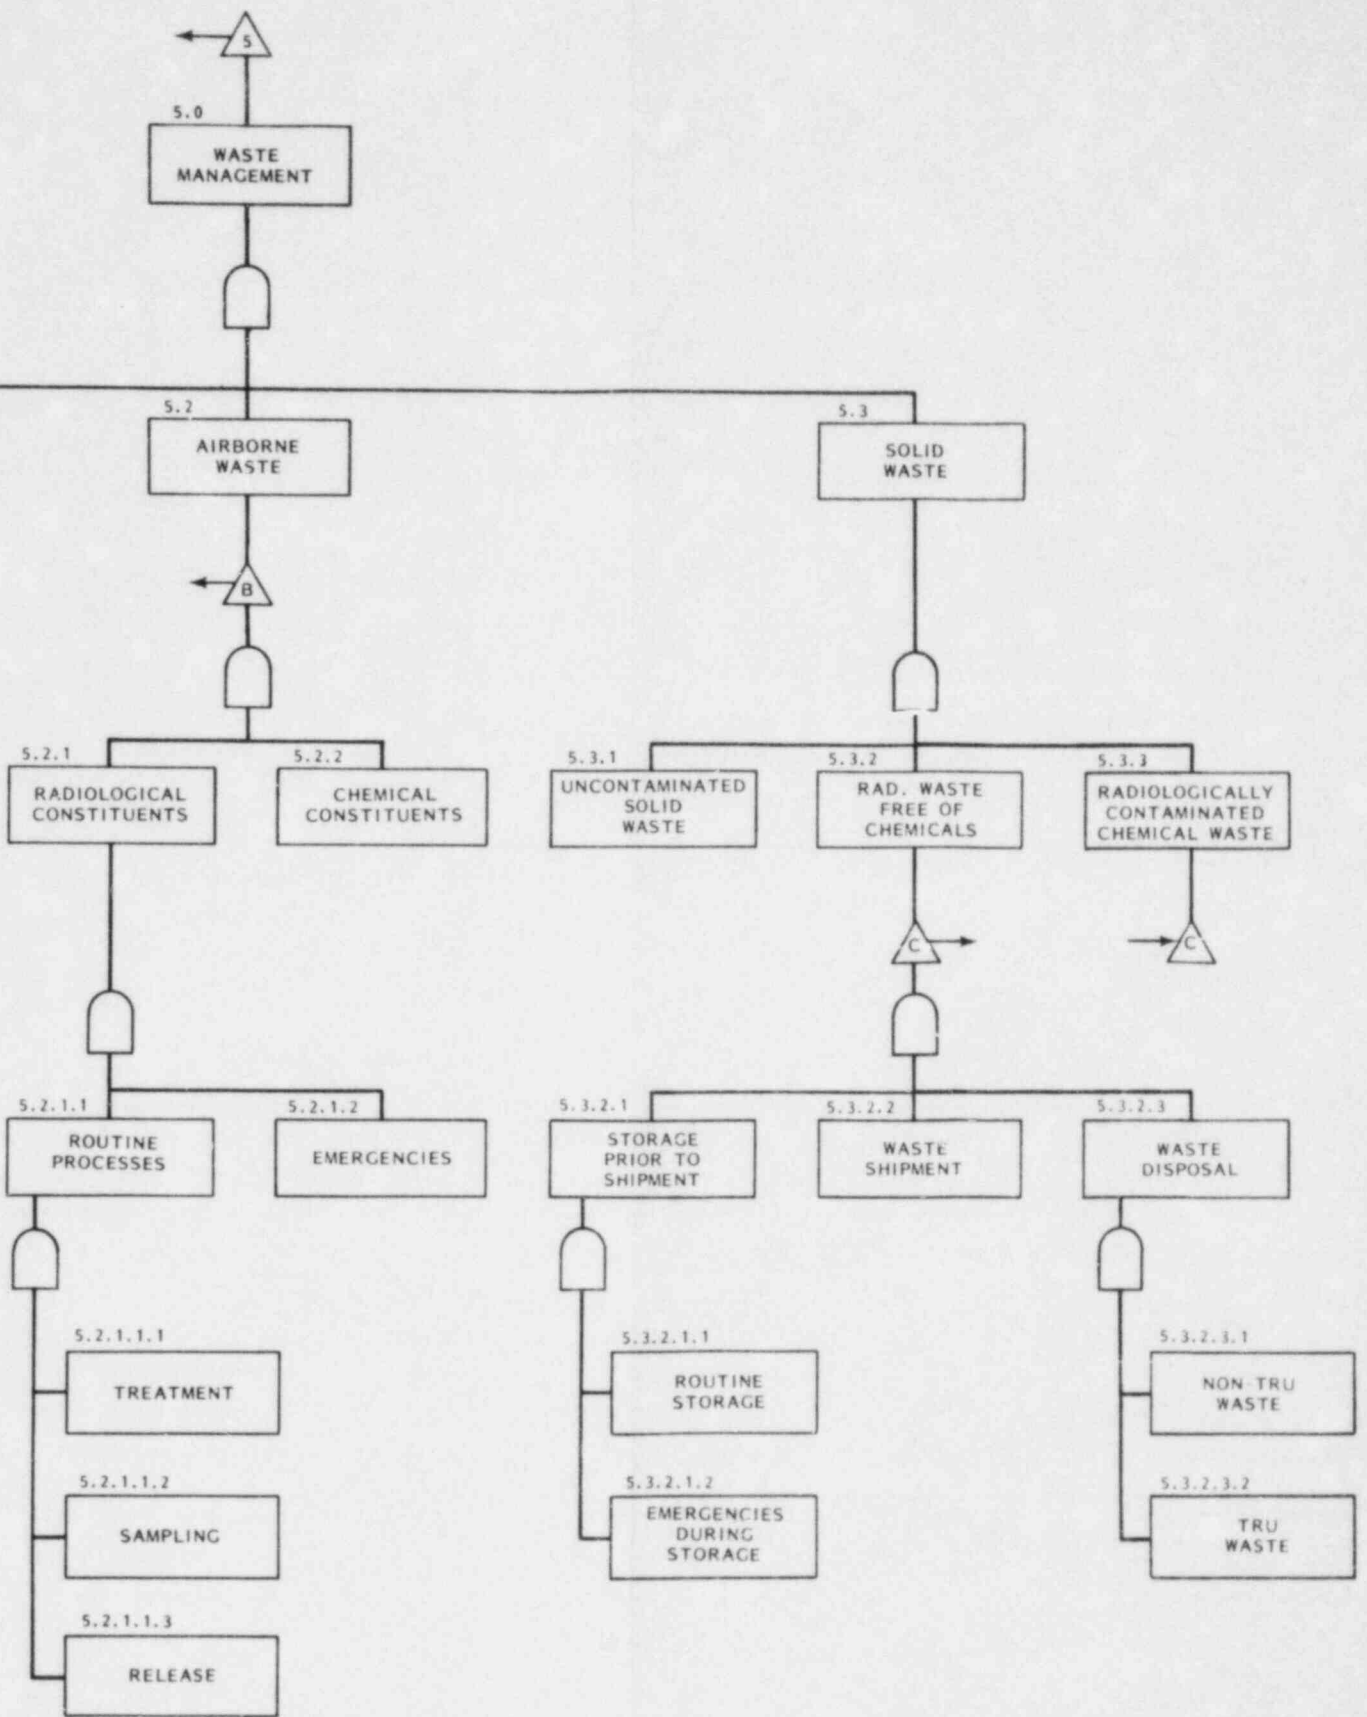 5
5.0
WASTE
MANAGEMENT
5.2
AIRBORNE
WASTE
5.3
SOLID
WASTE
B
5.2.1
RADIOLOGICAL
CONSTITUENTS
5.2.2
CHEMICAL
CONSTITUENTS
5.3.1
UNCONTAMINATED
SOLID
WASTE
5.3.2
RAD. WASTE
FREE OF
CHEMICALS
5.3.3
RADIOLOGICALLY
CONTAMINATED
CHEMICAL WASTE
C
C
5.2.1.1
ROUTINE
PROCESSES
5.2.1.2
EMERGENCIES
5.3.2.1
STORAGE
PRIOR TO
SHIPMENT
5.3.2.2
WASTE
SHIPMENT
5.3.2.3
WASTE
DISPOSAL
5.2.1.1.1
TREATMENT
5.3.2.1.1
ROUTINE
STORAGE
5.3.2.3.1
NON-TRU
WASTE
5.2.1.1.2
SAMPLING
5.3.2.1.2
EMERGENCIES
DURING
STORAGE
5.3.2.3.2
TRU
WASTE
5.2.1.1.3
RELEASE